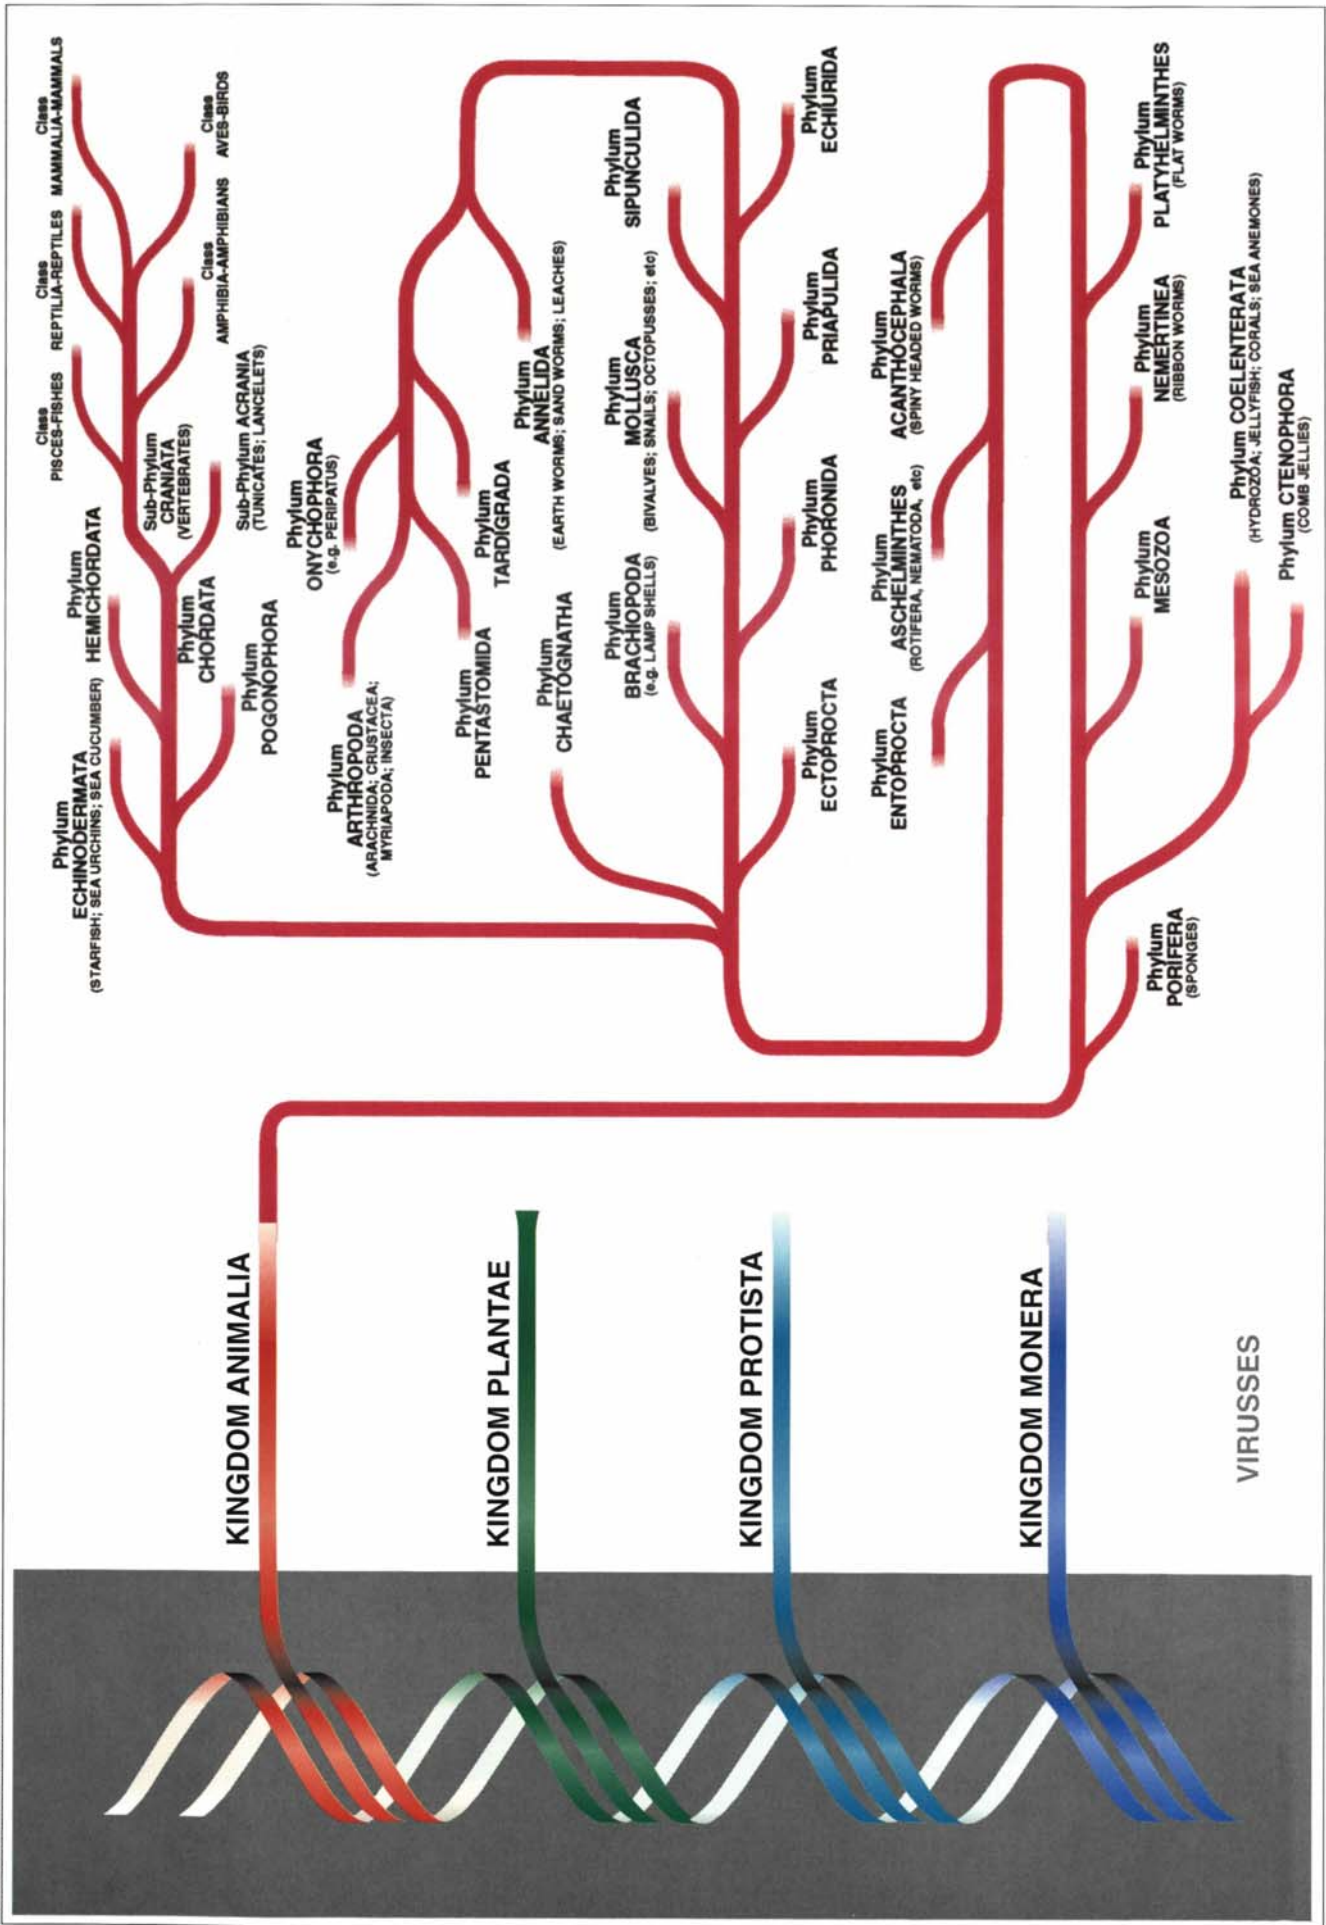 KINGDOM ANIMALIA
KINGDOM PLANTAE
KINGDOM PROTISTA
KINGDOM MONERA
VIRUSSES
Phylum
ECHINODERMATA
(STARFISH; SEA URCHINS; SEA CUCUMBER)
Phylum
HEMICHORDATA
Phylum
CHORDATA
Phylum
POGONOPHORA
Class
PISCES-FISHES
Class
REPTILIA-REPTILES
Class
MAMMALIA-MAMMALS
Sub-Phylum
CRANIATA
(VERTEBRATES)
Class
AMPHIBIA-AMPHIBIANS
Class
AVES-BIRDS
Sub-Phylum ACRANIA
(TUNICATES; LANCELETS)
Phylum
ONYCHOPHORA
(e.g. PERIPATUS)
Phylum
ARTHROPODA
(ARACHNIDA; CRUSTACEA;
MYRIAPODA; INSECTA)
Phylum
PENTASTOMIDA
Phylum
TARDIGRADA
Phylum
ANNELIDA
(EARTH WORMS; SAND WORMS; LEACHES)
Phylum
CHAETOGNATHA
Phylum
BRACHIOPODA
(e.g. LAMP SHELLS)
Phylum
MOLLUSCA
(BIVALVES; SNAILS; OCTOPUSSES; etc)
Phylum
SIPUNCULIDA
Phylum
ECTOPROCTA
Phylum
PHORONIDA
Phylum
PRIAPULIDA
Phylum
ECHIURIDA
Phylum
ENTOPROCTA
Phylum
ASCHELMINTHES
(ROTIFERA, NEMATODA, etc)
Phylum
ACANTHOCEPHALA
(SPINY HEADED WORMS)
Phylum
PORIFERA
(SPONGES)
Phylum
MESOZOA
Phylum
NEMERTINEA
(RIBBON WORMS)
Phylum
PLATYHELMINTHES
(FLAT WORMS)
Phylum COELENTERATA
(HYDROZOA; JELLYFISH; CORALS; SEA ANEMONES)
Phylum CTENOPHORA
(COMB JELLIES)